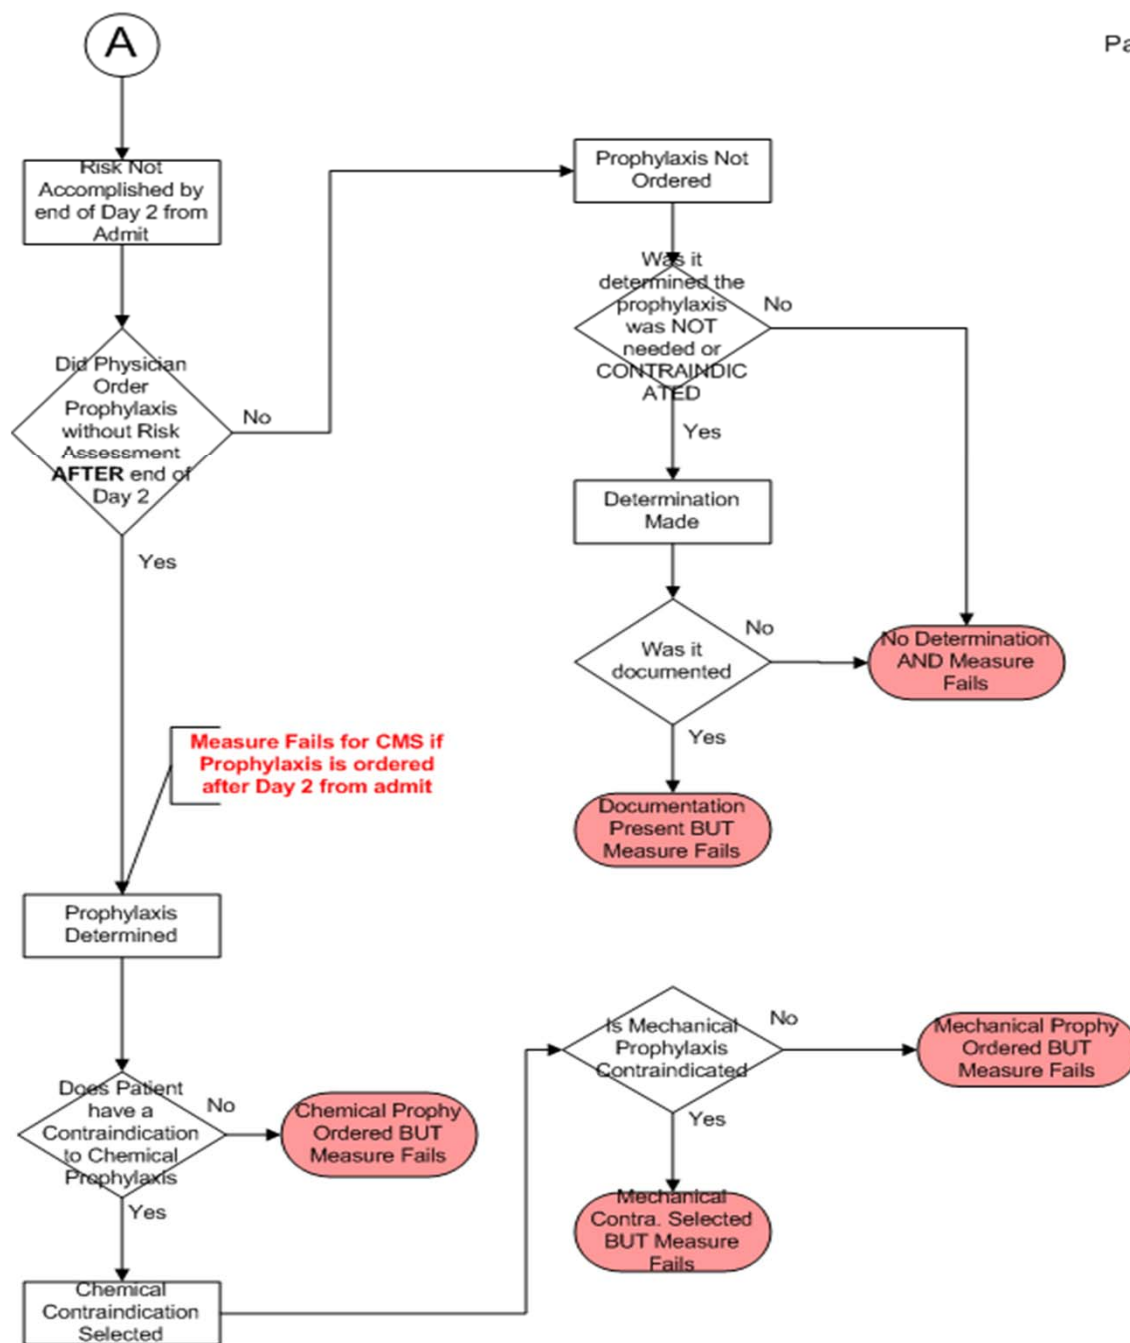 A
Pa
Risk Not
Accomplished by
end of Day 2 from
Admit
Did Physician
Order
Prophylaxis
without Risk
Assessment
AFTER end of
Day 2
No
Yes
Prophylaxis Not
Ordered
Was it
determined the
prophylaxis
was NOT
needed or
CONTRAINDIC
ATED
No
Yes
Determination
Made
Was it
documented
No
Yes
No Determination
AND Measure
Fails
Documentation
Present BUT
Measure Fails
Measure Fails for CMS if
Prophylaxis is ordered
after Day 2 from admit
Prophylaxis
Determined
Does Patient
have a
Contraindication
to Chemical
Prophylaxis
No
Yes
Chemical Prophy
Ordered BUT
Measure Fails
Chemical
Contraindication
Selected
Is Mechanical
Prophylaxis
Contraindicated
No
Yes
Mechanical Prophy
Ordered BUT
Measure Fails
Mechanical
Contra. Selected
BUT Measure
Fails